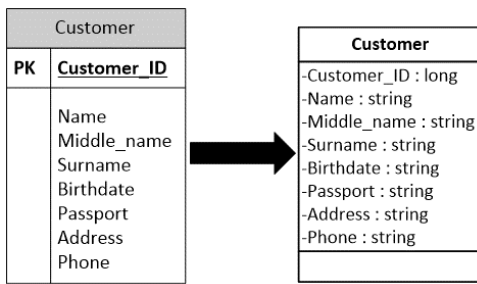 Customer
PK Customer_ID
Name
Middle_name
Surname
Birthdate
Passport
Address
Phone
Customer
-Customer_ID : long
-Name : string
-Middle_name : string
-Surname : string
-Birthdate : string
-Passport : string
-Address : string
-Phone : string